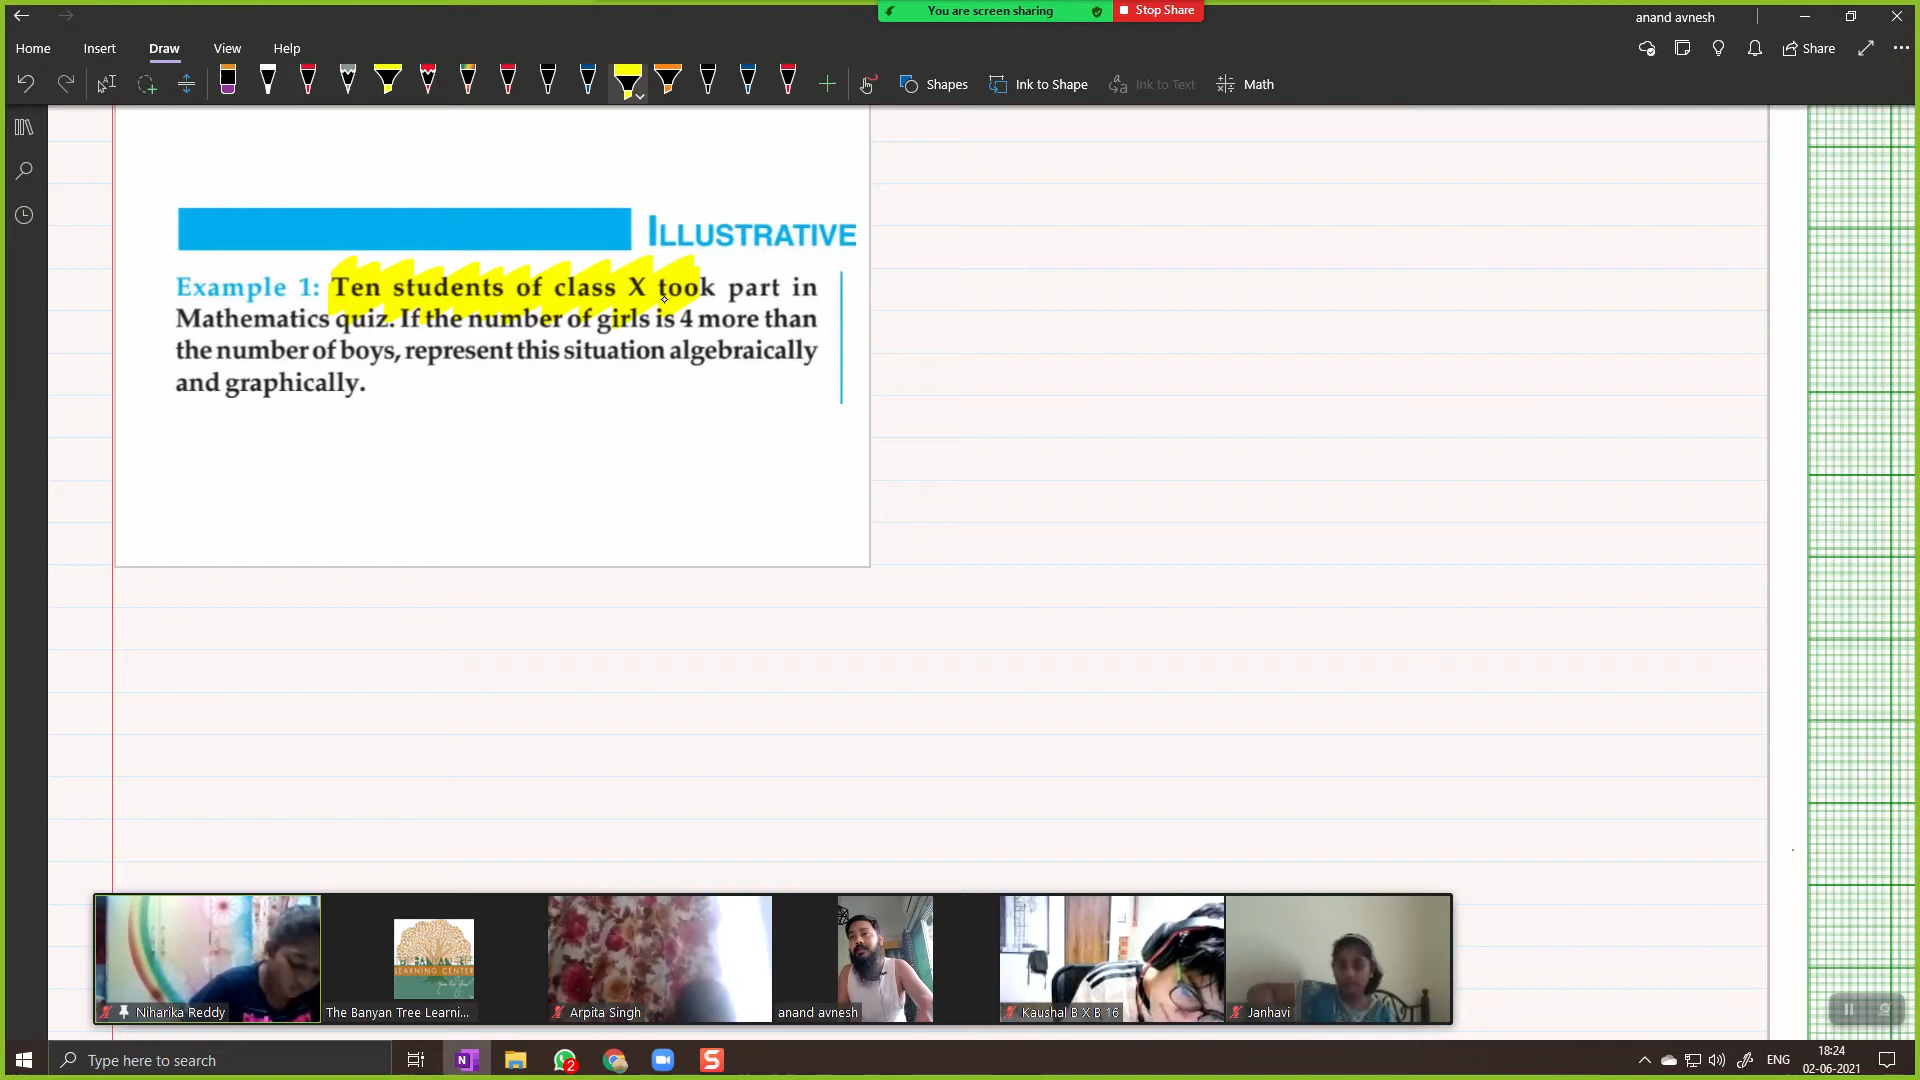 You are screen sharing
Stop Share
anand avnesh
Home
Insert
Draw
View
Help
Share
Shapes
Ink to Shape
Ink to Text
Math
ILLUSTRATIVE
Example 1: Ten students of class X took part in
Mathematics quiz. If the number of girls is 4 more than
the number of boys, represent this situation algebraically
and graphically.
LEARNING CENTER
Niharika Reddy
The Banyan Tree Learni...
Arpita Singh
anand avnesh
Kaushal B X B 16
Janhavi
Type here to search
N
2
S
ENG
18:24
02-06-2021